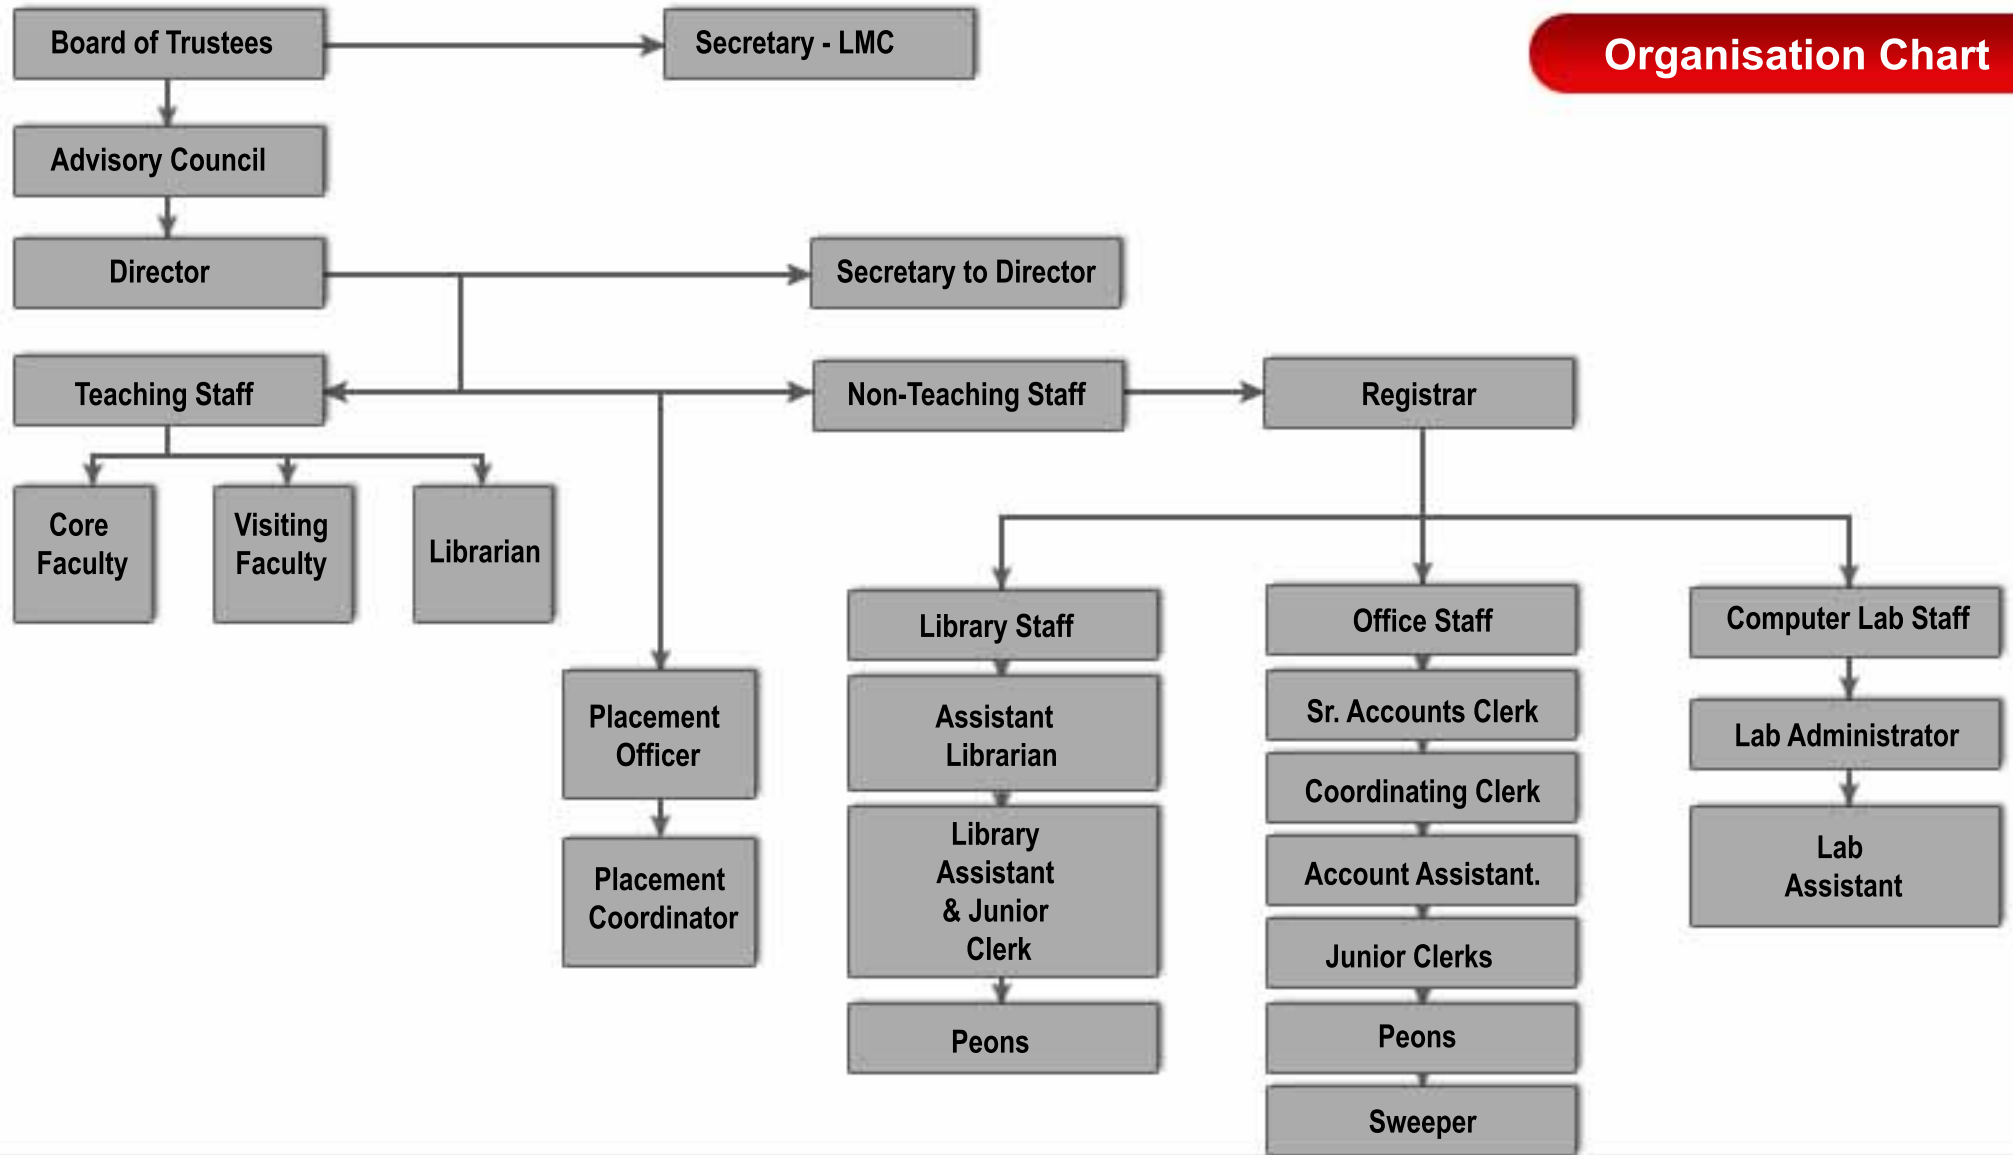 Board of Trustees
Secretary - LMC
Organisation Chart
Advisory Council
Director
Secretary to Director
Teaching Staff
Non-Teaching Staff
Registrar
Core
Faculty
Visiting
Faculty
Librarian
Placement
Officer
Placement
Coordinator
Library Staff
Assistant
Librarian
Library
Assistant
& Junior
Clerk
Peons
Office Staff
Sr. Accounts Clerk
Coordinating Clerk
Account Assistant.
Junior Clerks
Peons
Sweeper
Computer Lab Staff
Lab Administrator
Lab
Assistant